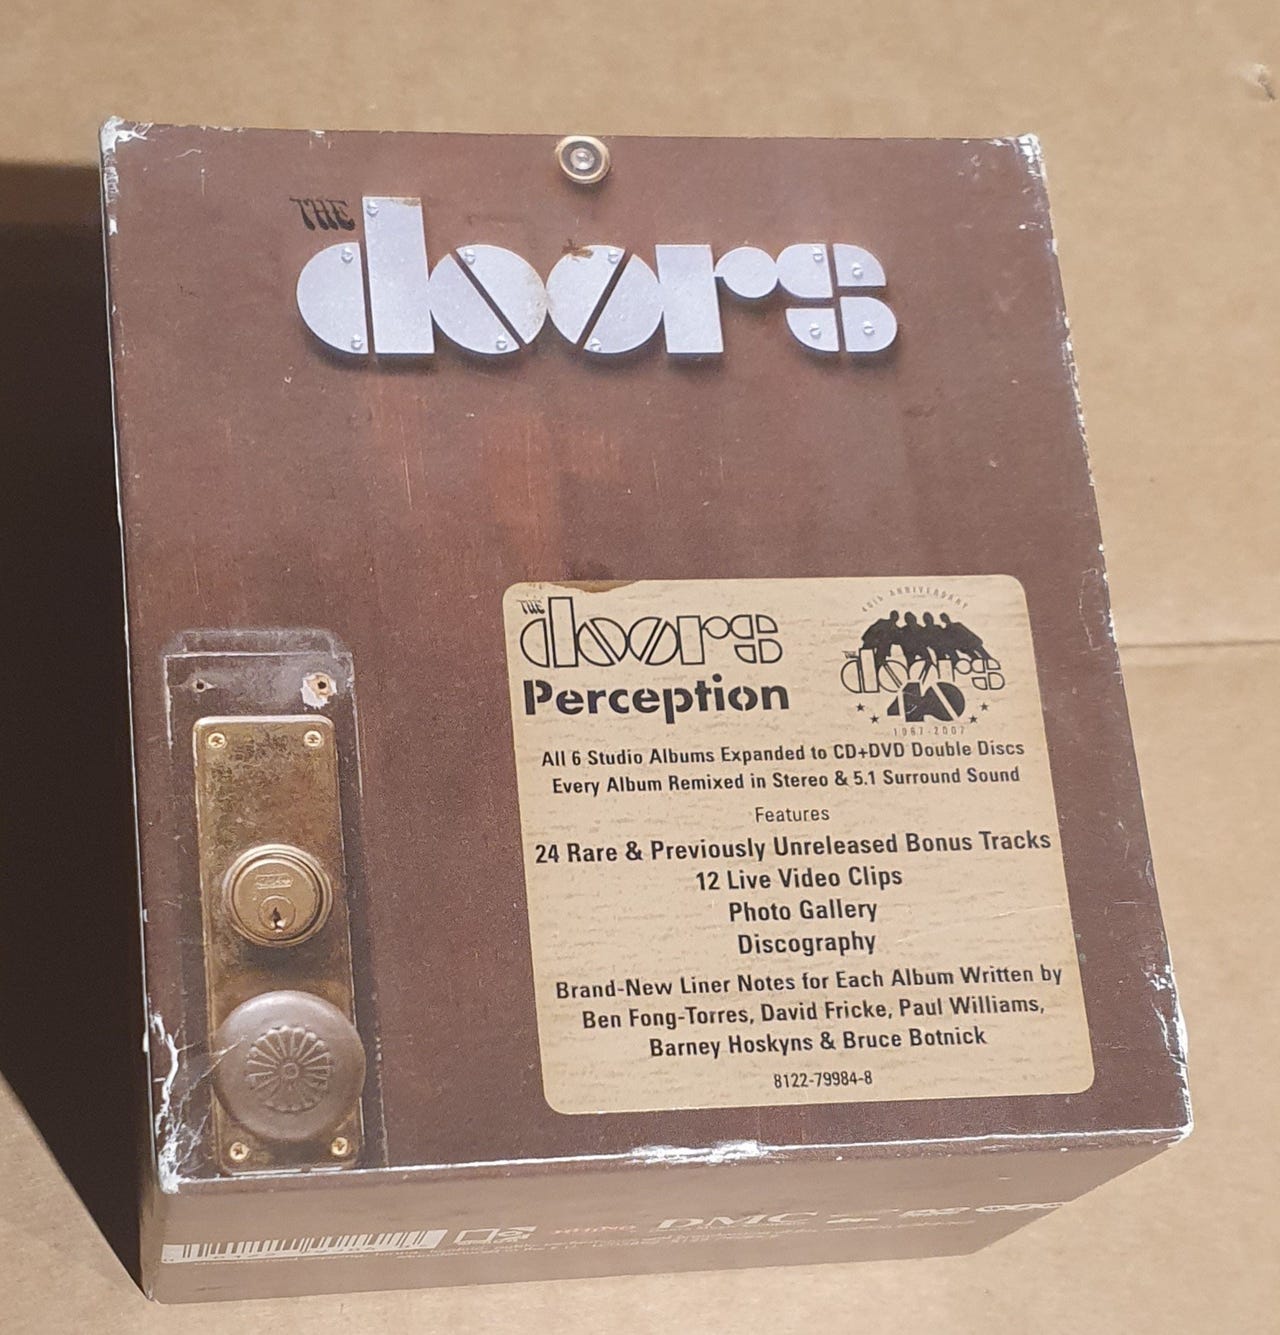 THE
doors
THE
doors
Perception
40TH ANNIVERSARY
THE
doors
40
1967-2007
All 6 Studio Albums Expanded to CD+DVD Double Discs
Every Album Remixed in Stereo & 5.1 Surround Sound
Features
24 Rare & Previously Unreleased Bonus Tracks
12 Live Video Clips
Photo Gallery
Discography
Brand-New Liner Notes for Each Album Written by
Ben Fong-Torres, David Fricke, Paul Williams,
Barney Hoskyns & Bruce Botnick
8122-79984-8
RHINO
DMC